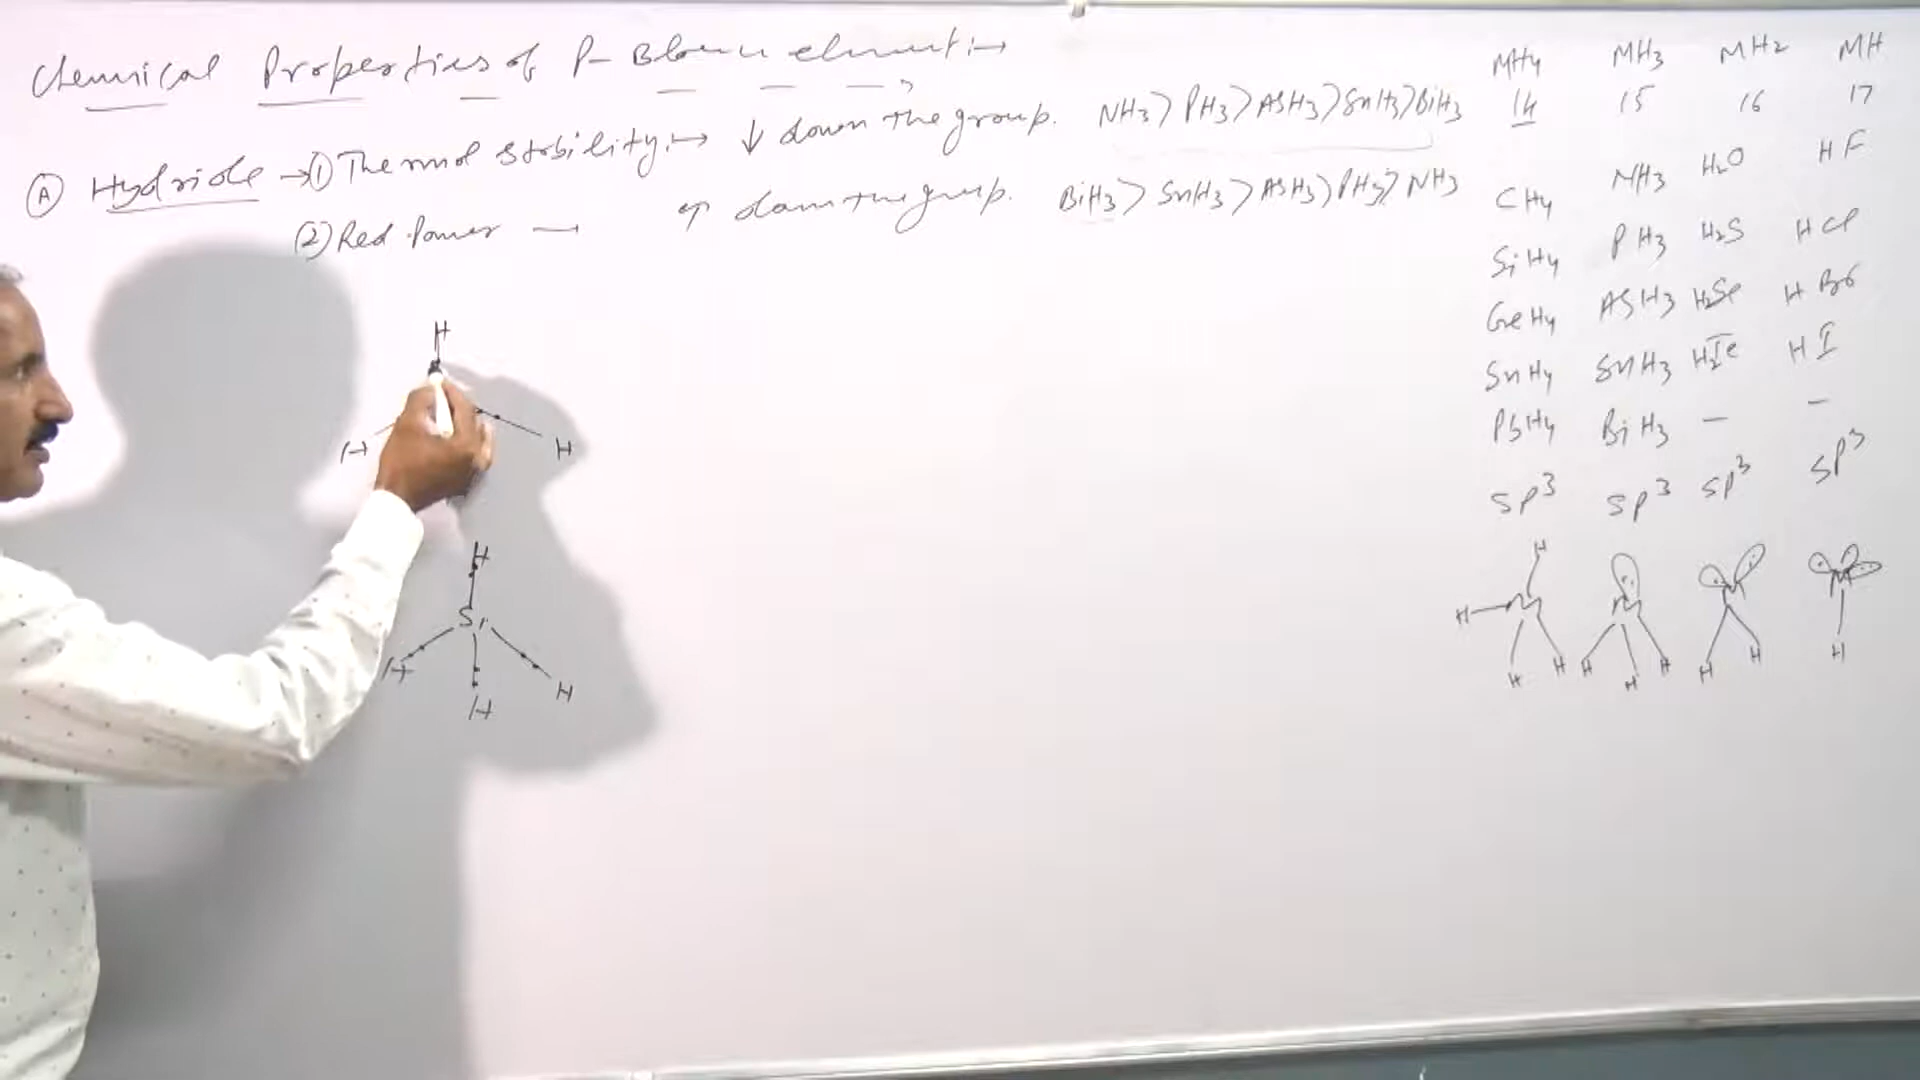 Chemical Properties of P-Block element :→
(A) Hydride → (1) Thermal stability :→ ↓ down the group. NH3 > PH3 > ASH3 > SnH3 > BiH3
(2) Red. Power → ↑ down the group. BiH3 > SnH3 > ASH3 > PH3 > NH3
MH4 MH3 MH2 MH
14 15 16 17
CH4 NH3 H2O HF
SiH4 PH3 H2S HCl
GeH4 ASH3 H2Se HBr
SnH4 SnH3 H2Te HI
PbH4 BiH3 — —
sp3 sp3 sp3 sp3
H
H H
H
Si
H H
H
H
H M M M M
H H H H H H H H